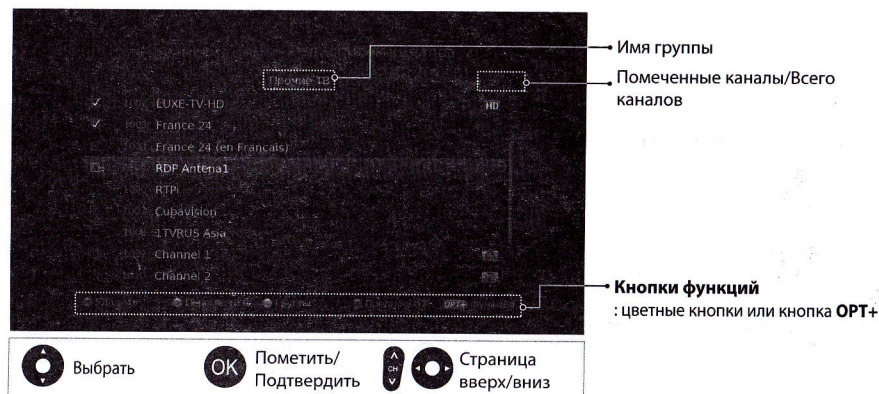 Имя группы
Прочие ТВ
Помеченные каналы/Всего
каналов
LUXE-TV-HD
HD
France 24
France 24 (en Francais)
RDP Antena1
RTPi
Cubavision
1TVRUS Asia
Channel 1
Channel 2
OPT+
Кнопки функций
: цветные кнопки или кнопка OPT+
Выбрать
OK
Пометить/
Подтвердить
CH
Страница
вверх/вниз